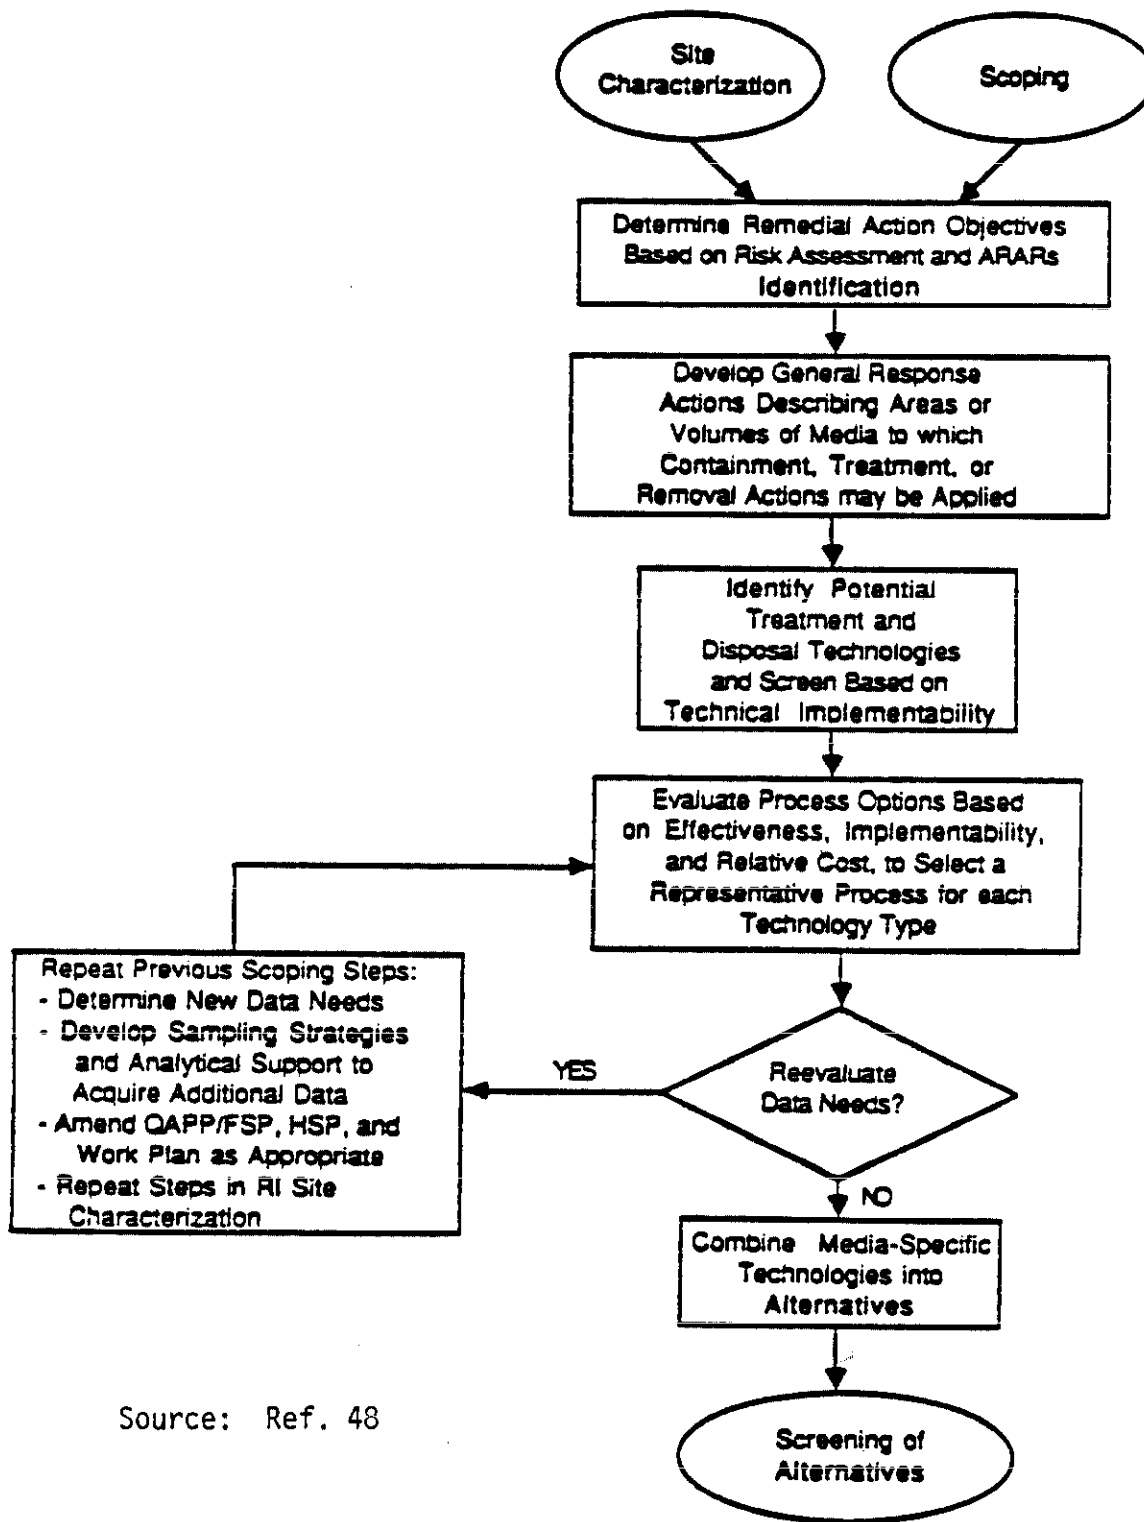 Site
Characterization
Scoping
Determine Remedial Action Objectives
Based on Risk Assessment and ARARs
Identification
Develop General Response
Actions Describing Areas or
Volumes of Media to which
Containment, Treatment, or
Removal Actions may be Applied
Identify Potential
Treatment and
Disposal Technologies
and Screen Based on
Technical Implementability
Evaluate Process Options Based
on Effectiveness, Implementability,
and Relative Cost, to Select a
Representative Process for each
Technology Type
Repeat Previous Scoping Steps:
- Determine New Data Needs
- Develop Sampling Strategies
and Analytical Support to
Acquire Additional Data
- Amend QAPP/FSP, HSP, and
Work Plan as Appropriate
- Repeat Steps in RI Site
Characterization
YES
Reevaluate
Data Needs?
NO
Combine Media-Specific
Technologies into
Alternatives
Source: Ref. 48
Screening of
Alternatives